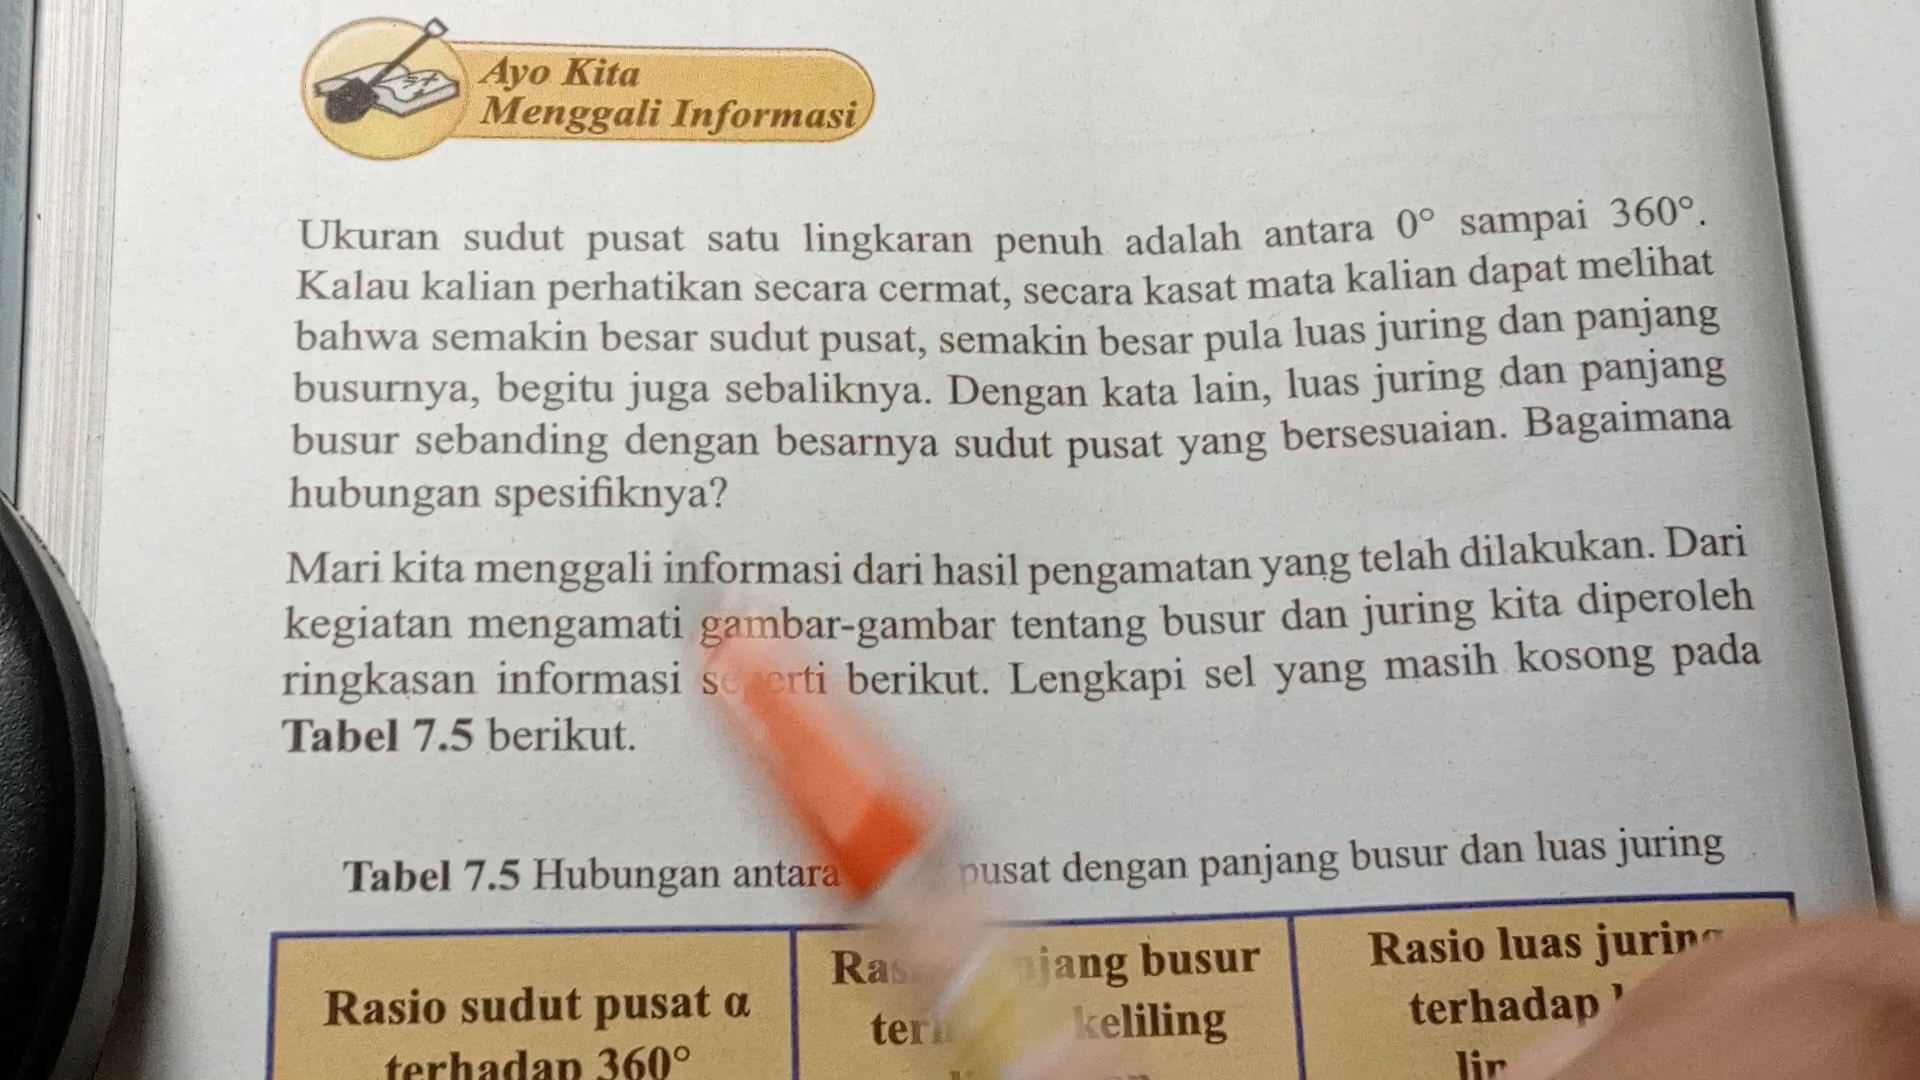 Ayo Kita
Menggali Informasi
Ukuran sudut pusat satu lingkaran penuh adalah antara 0° sampai 360°.
Kalau kalian perhatikan secara cermat, secara kasat mata kalian dapat melihat
bahwa semakin besar sudut pusat, semakin besar pula luas juring dan panjang
busurnya, begitu juga sebaliknya. Dengan kata lain, luas juring dan panjang
busur sebanding dengan besarnya sudut pusat yang bersesuaian. Bagaimana
hubungan spesifiknya?
Mari kita menggali informasi dari hasil pengamatan yang telah dilakukan. Dari
kegiatan mengamati gambar-gambar tentang busur dan juring kita diperoleh
ringkasan informasi seperti berikut. Lengkapi sel yang masih kosong pada
Tabel 7.5 berikut.
Tabel 7.5 Hubungan antara pusat dengan panjang busur dan luas juring
Rasio sudut pusat α
terhadap 360°
busur
keliling
Rasio luas juring
terhadap